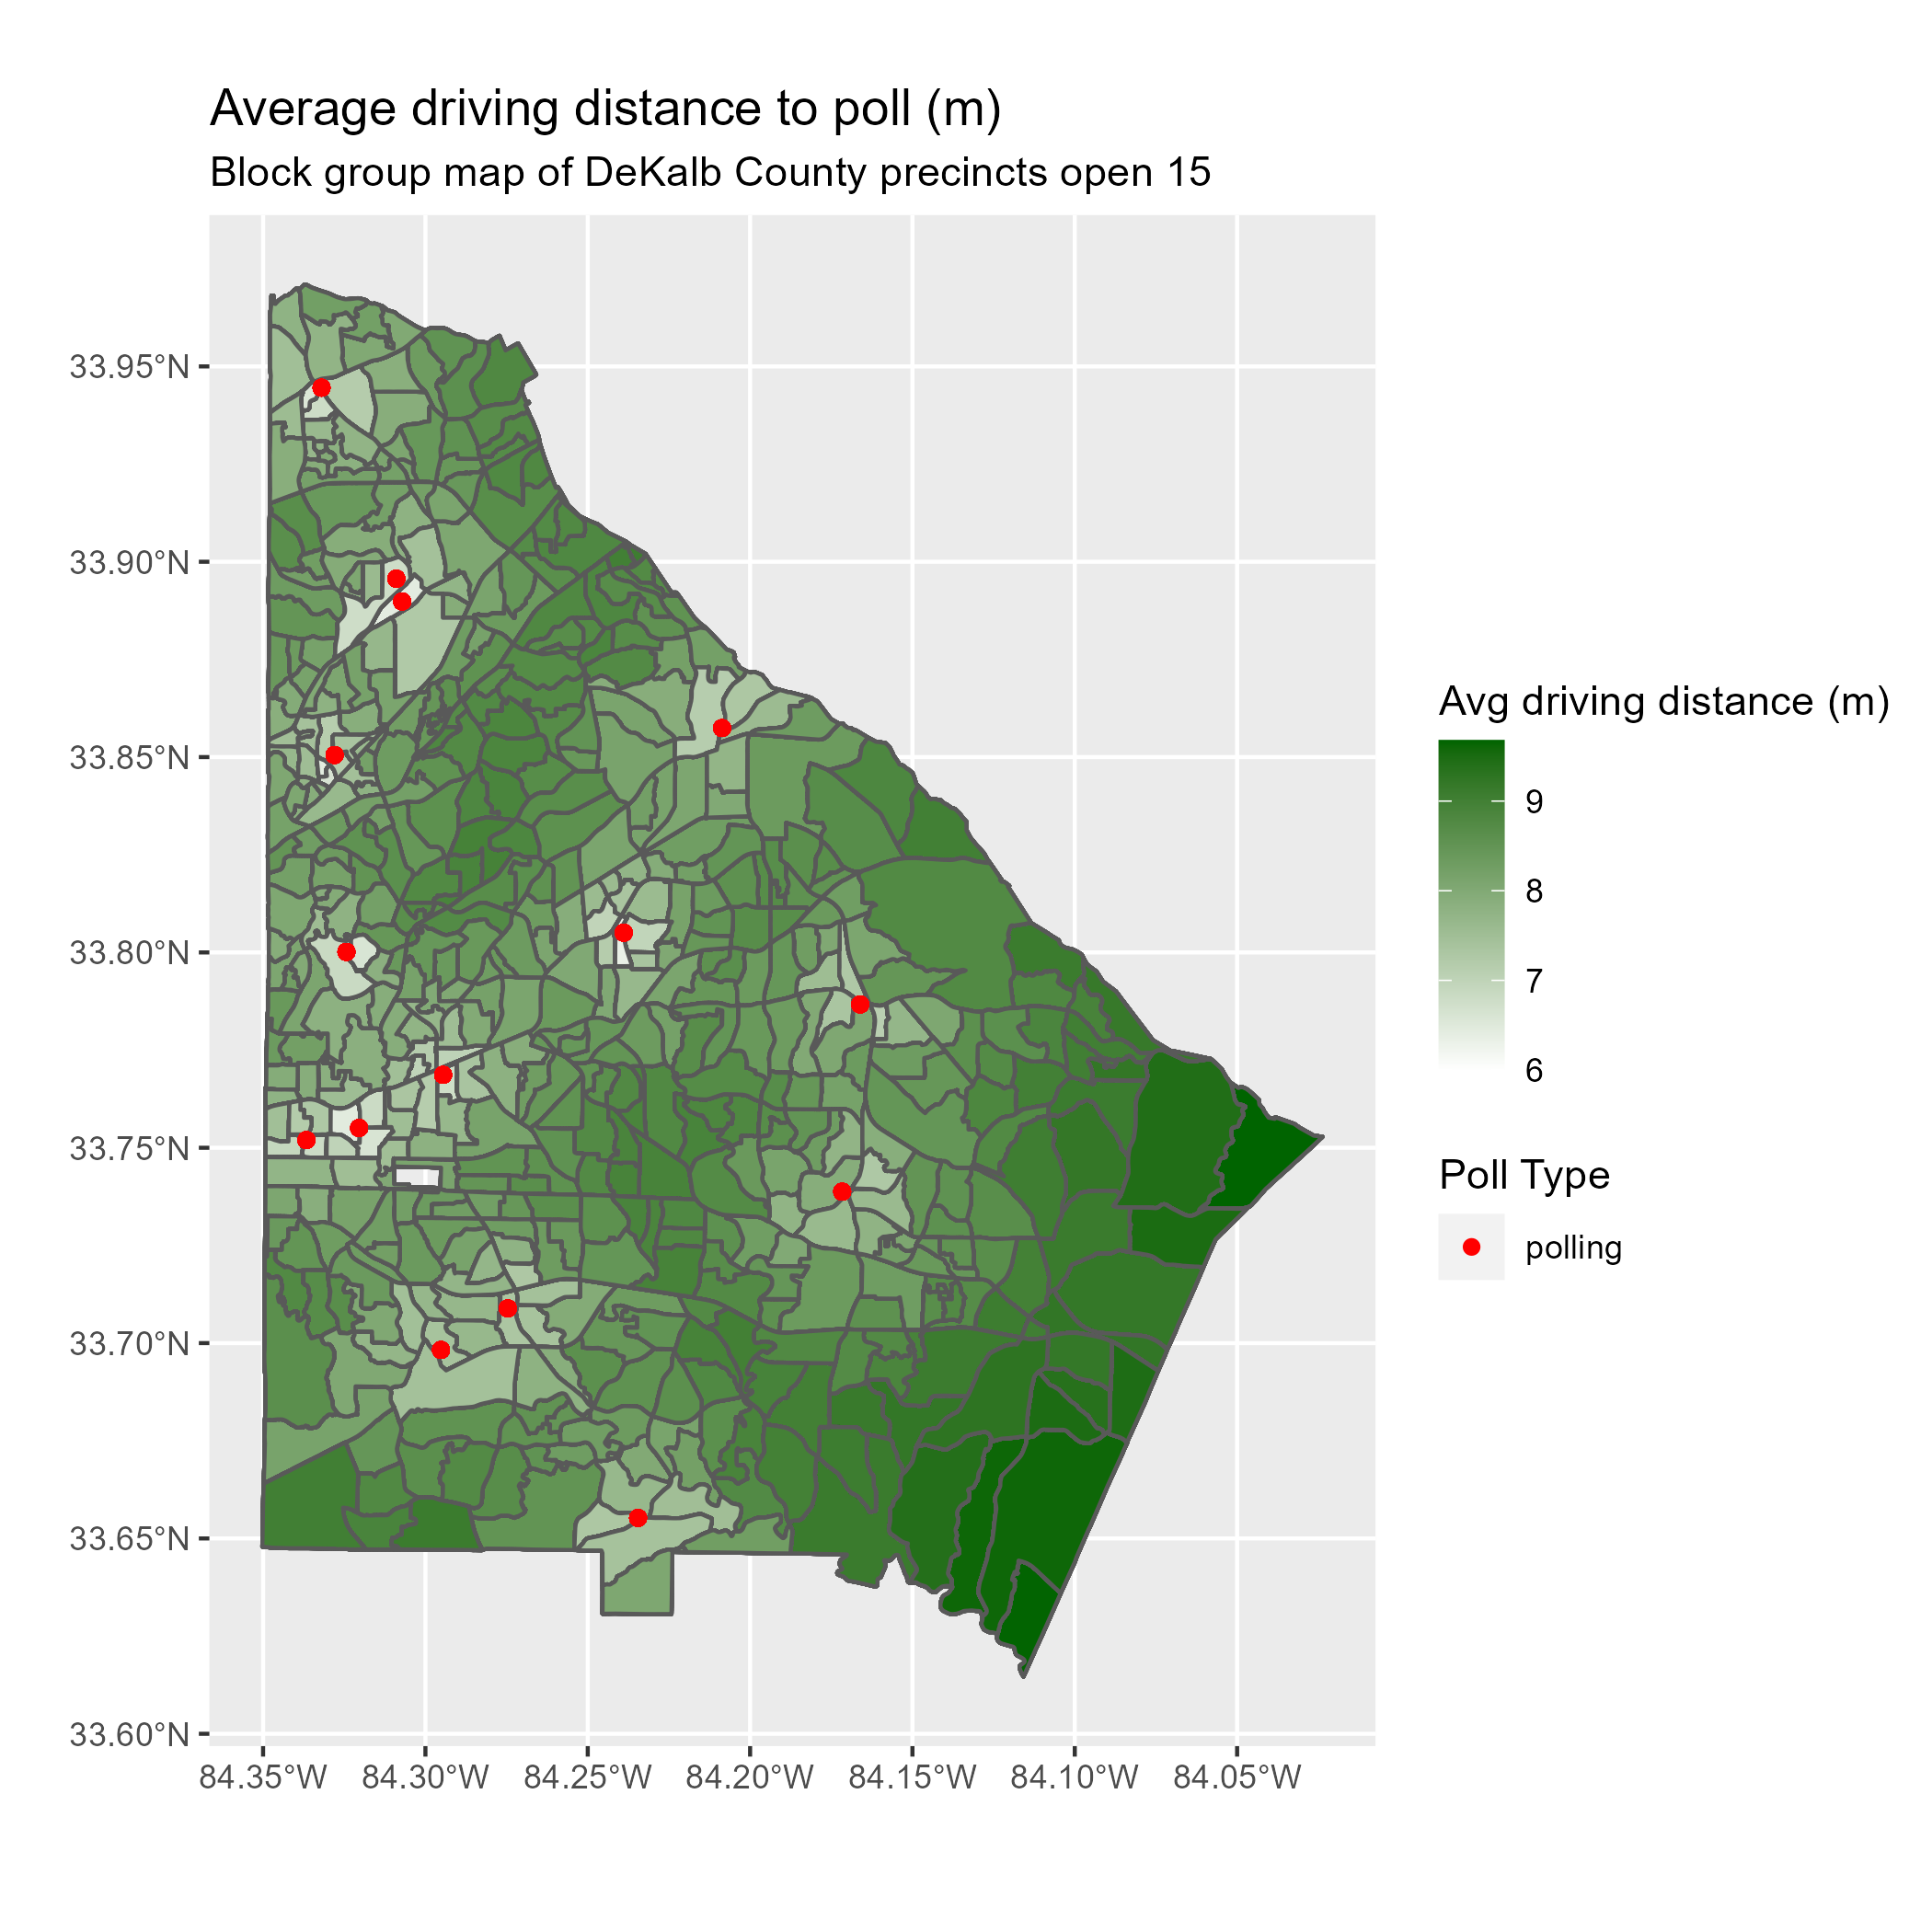 Average driving distance to poll (m)
Block group map of DeKalb County precincts open 15
33.95°N
33.90°N
33.85°N
33.80°N
33.75°N
33.70°N
33.65°N
33.60°N
84.35°W 84.30°W 84.25°W 84.20°W 84.15°W 84.10°W 84.05°W
Avg driving distance (m)
9
8
7
6
Poll Type
polling